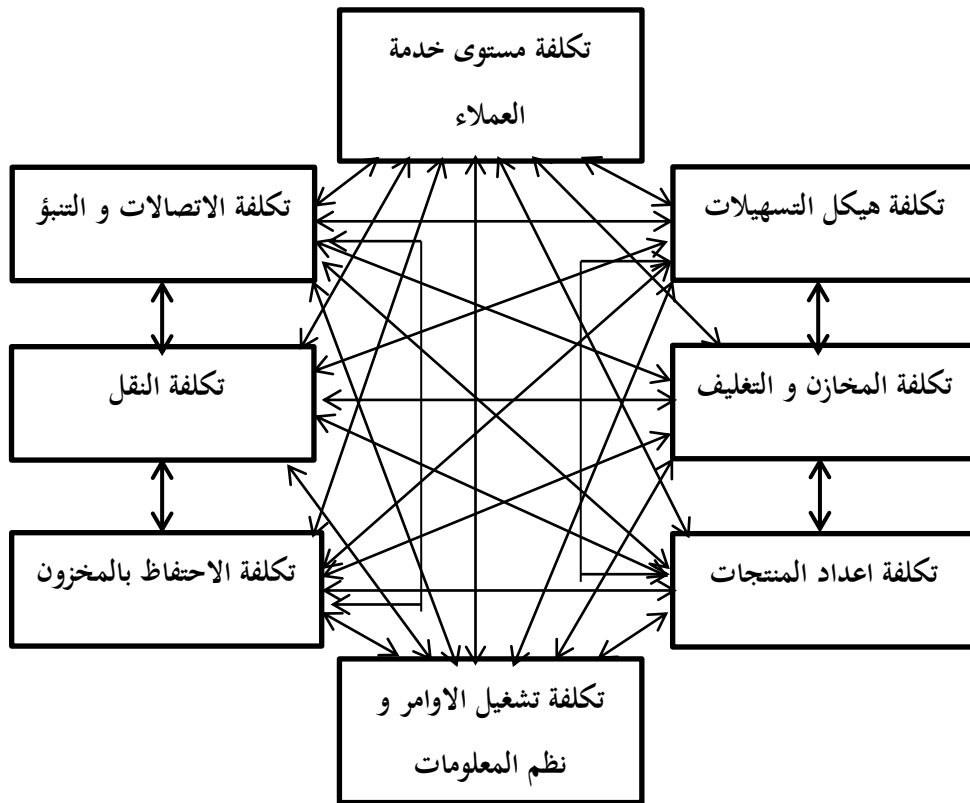 تكلفة مستوى خدمة
العملاء
تكلفة هيكل التسهيلات
تكلفة الاتصالات و التنبؤ
تكلفة المخازن و التغليف
تكلفة النقل
تكلفة اعداد المنتجات
تكلفة الاحتفاظ بالمخزون
تكلفة تشغيل الاوامر و
نظم المعلومات